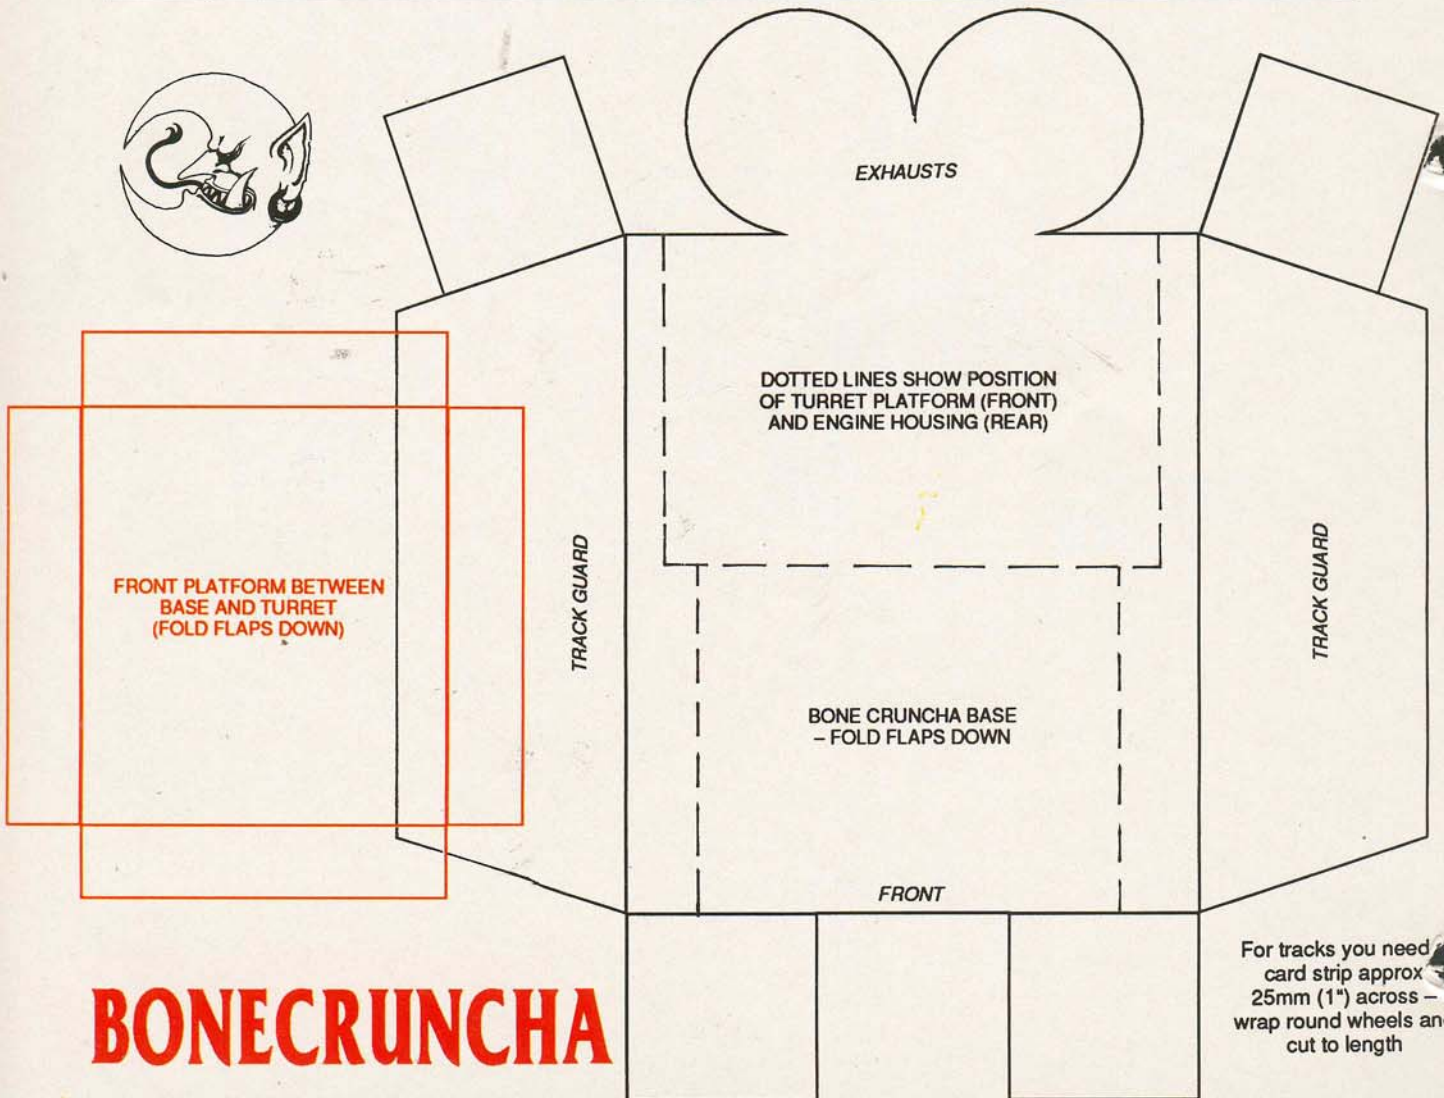 EXHAUSTS
DOTTED LINES SHOW POSITION
OF TURRET PLATFORM (FRONT)
AND ENGINE HOUSING (REAR)
TRACK GUARD
TRACK GUARD
FRONT PLATFORM BETWEEN
BASE AND TURRET
(FOLD FLAPS DOWN)
BONE CRUNCHA BASE
– FOLD FLAPS DOWN
FRONT
BONECRUNCHA
For tracks you need
card strip approx
25mm (1") across –
wrap round wheels an
cut to length